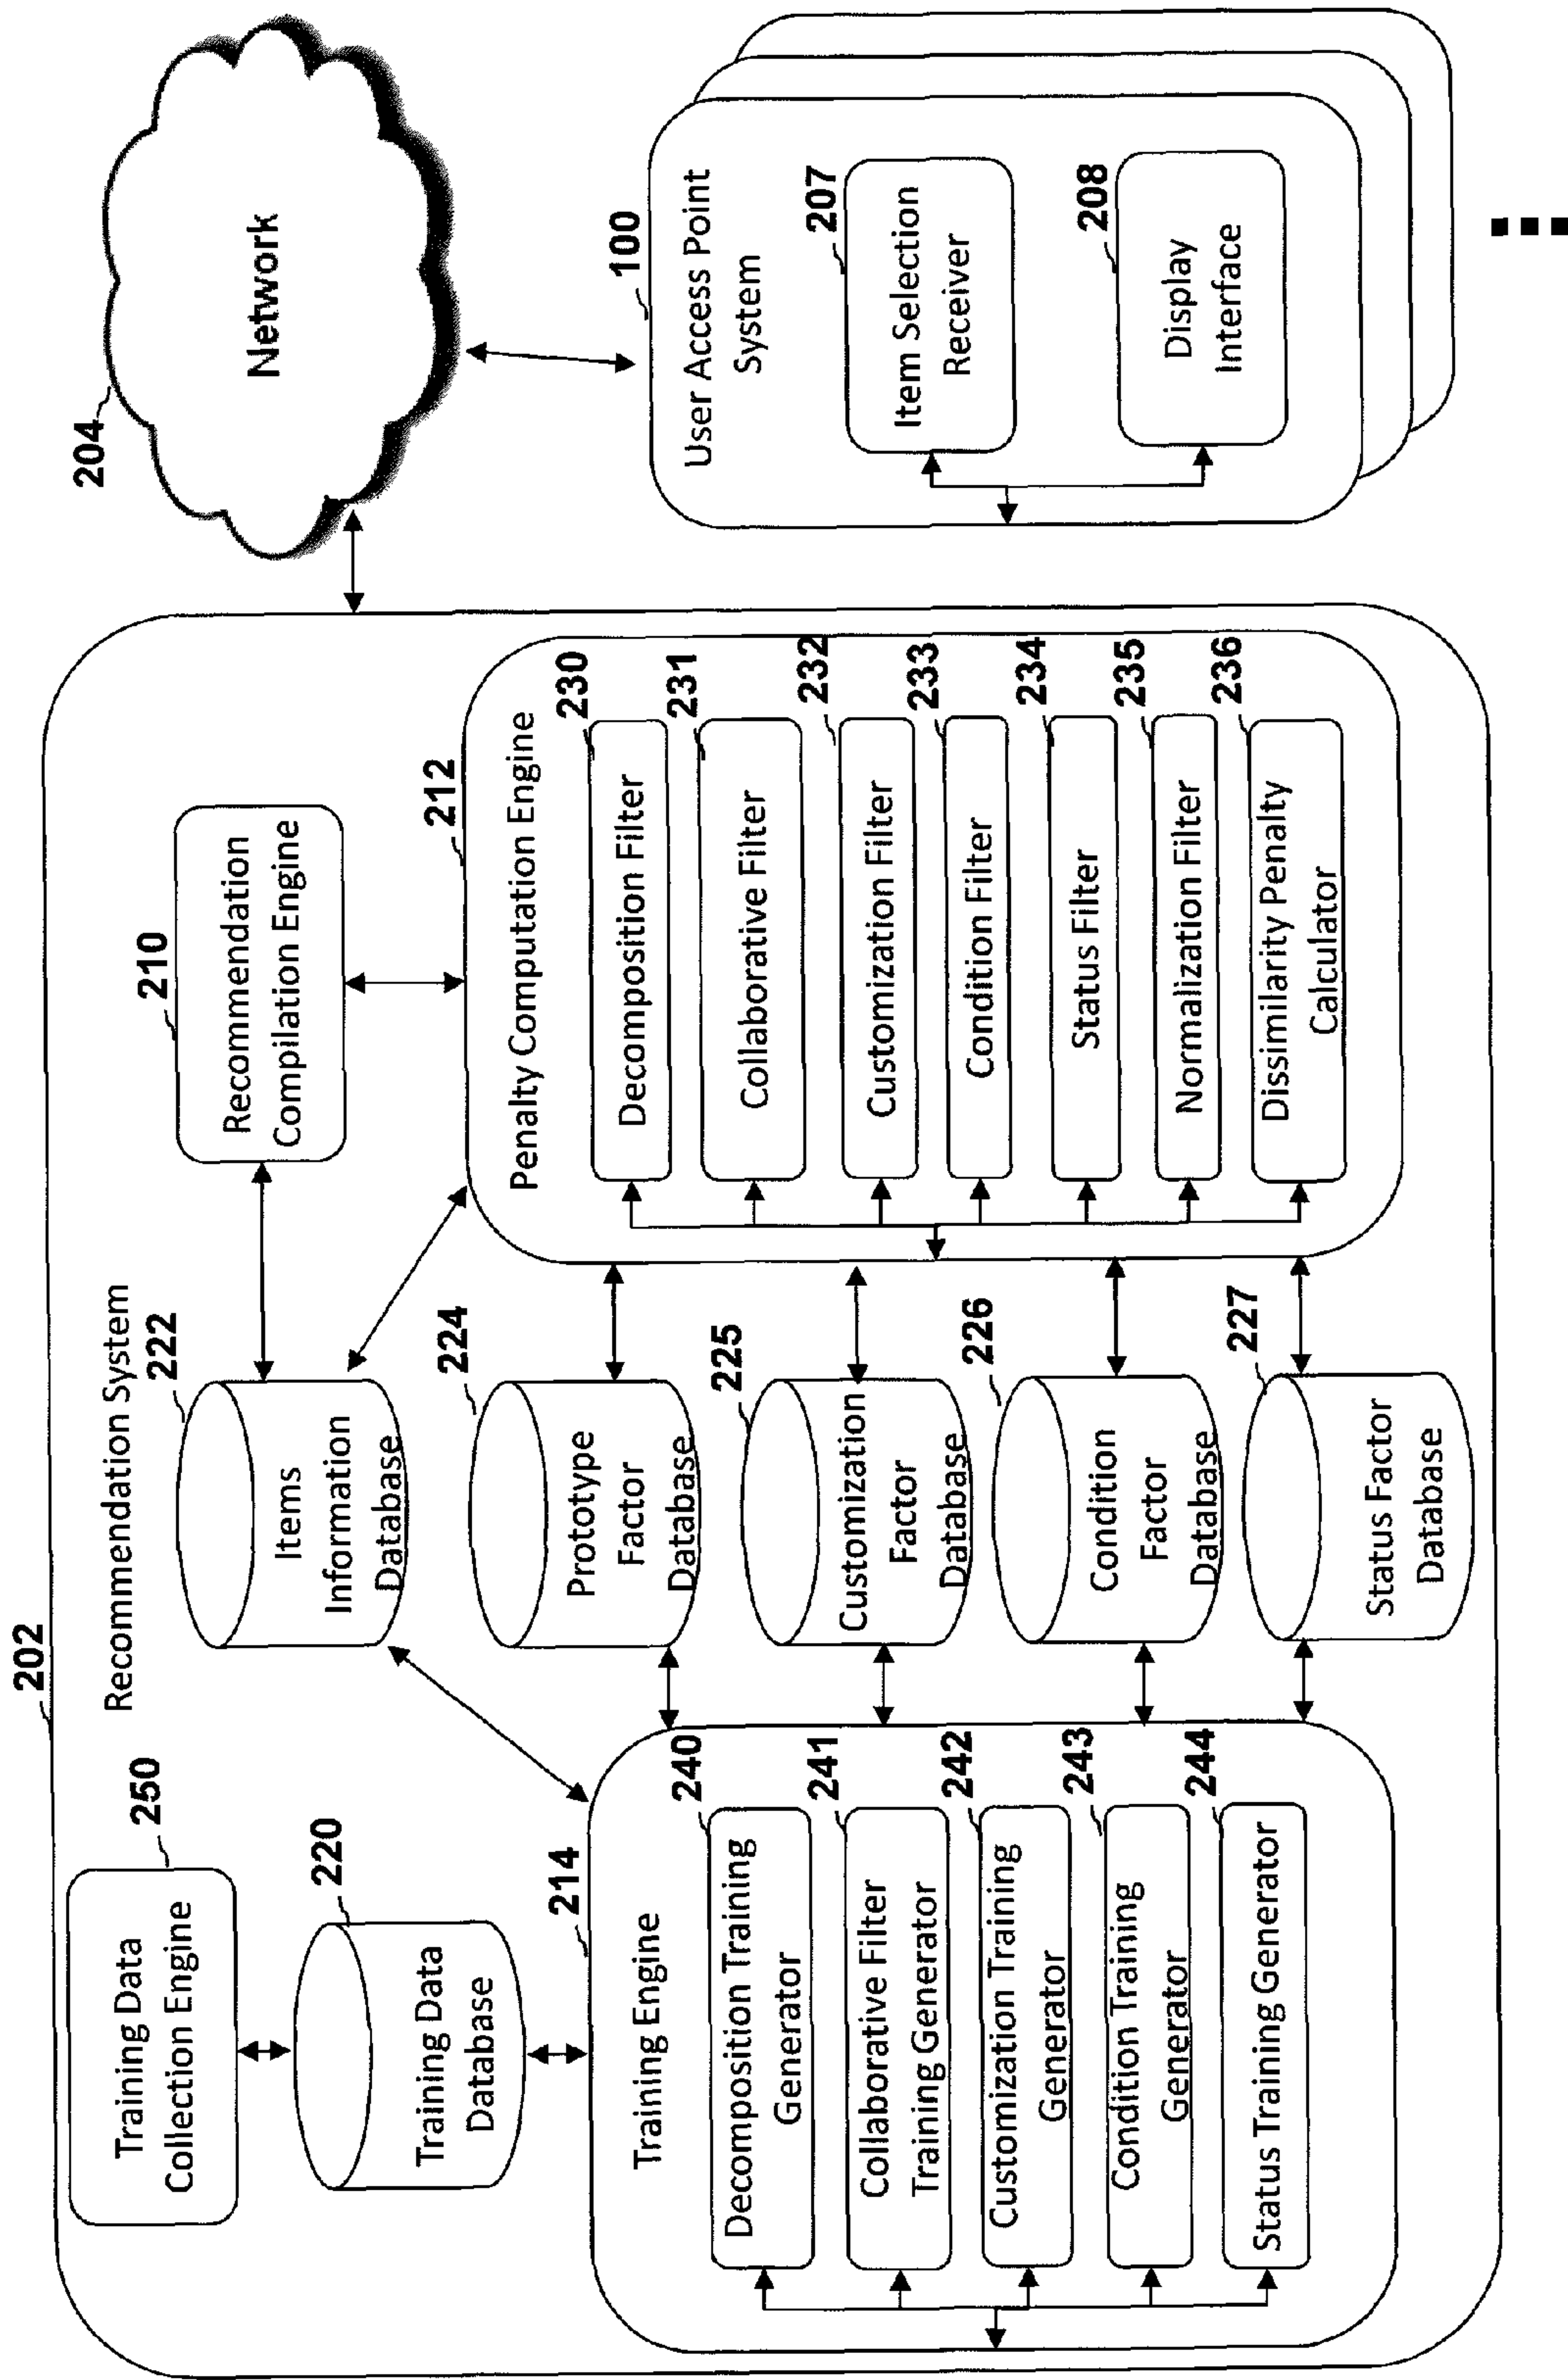 202
Recommendation System
250
Training Data
Collection Engine
220
Training Data
Database
214
Training Engine
240
Decomposition Training
Generator
241
Collaborative Filter
Training Generator
242
Customization Training
Generator
243
Condition Training
Generator
244
Status Training Generator
222
Items
Information
Database
224
Prototype
Factor
Database
225
Customization
Factor
Database
226
Condition
Factor
Database
227
Status Factor
Database
210
Recommendation
Compilation Engine
212
Penalty Computation Engine
230
Decomposition Filter
231
Collaborative Filter
232
Customization Filter
233
Condition Filter
234
Status Filter
235
Normalization Filter
236
Dissimilarity Penalty
Calculator
204
Network
100
User Access Point
System
207
Item Selection
Receiver
208
Display
Interface